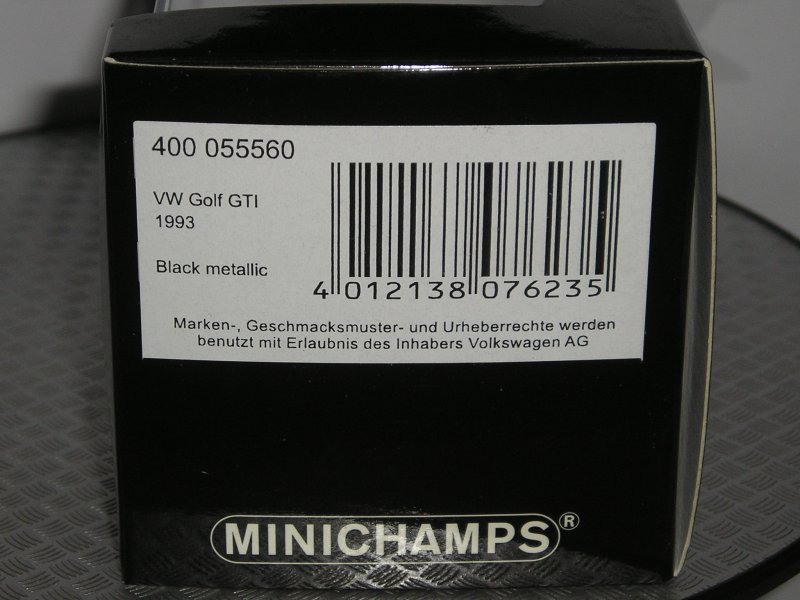 400 055560
VW Golf GTI
1993
Black metallic
4 012138 076235
Marken-, Geschmacksmuster- und Urheberrechte werden
benutzt mit Erlaubnis des Inhabers Volkswagen AG
MINICHAMPS®